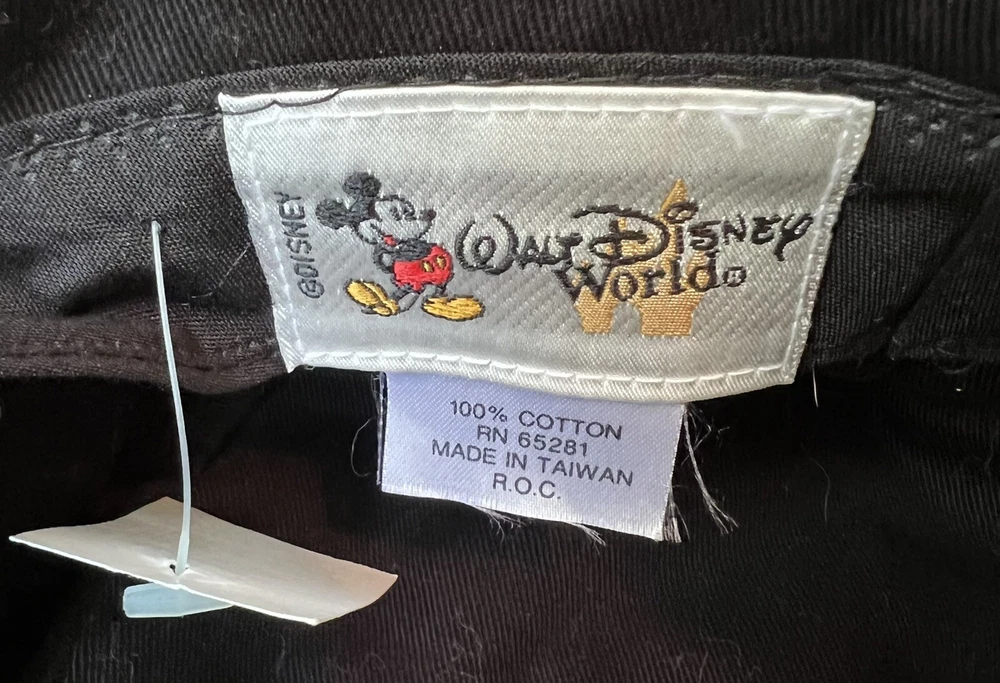 ©DISNEY
Walt Disney
World®
100% COTTON
RN 65281
MADE IN TAIWAN
R.O.C.